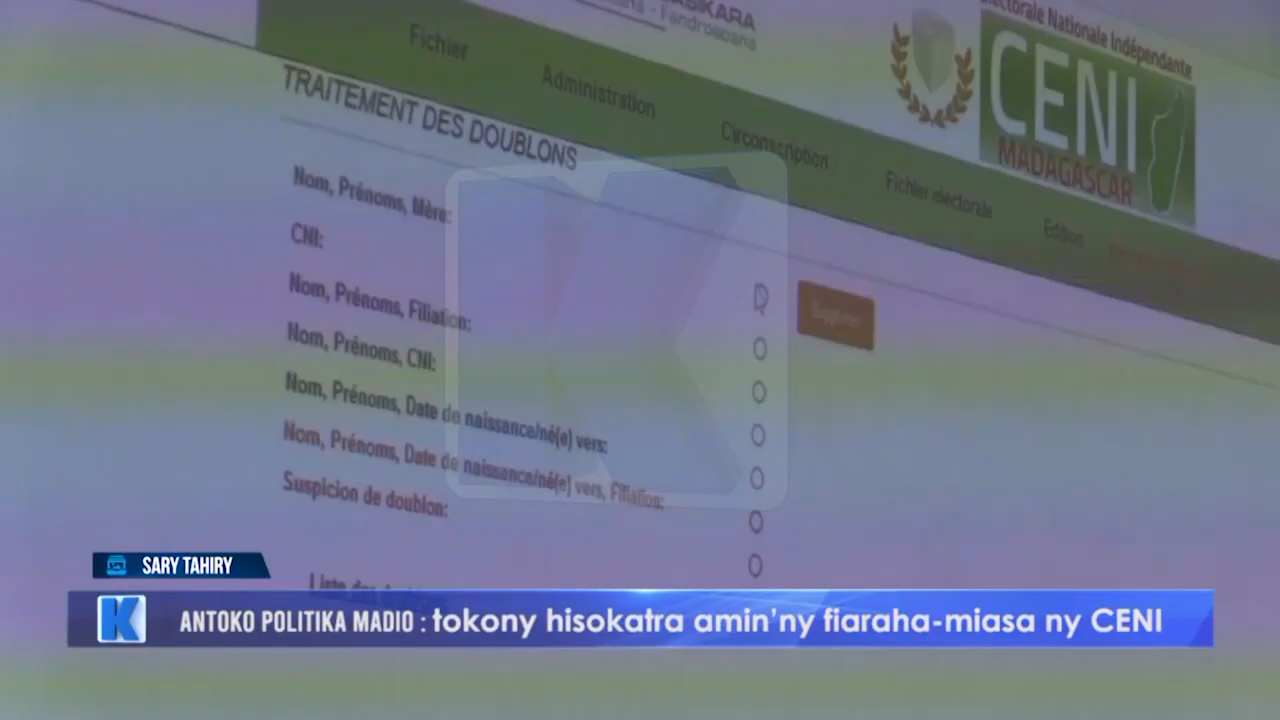 Fichier
Administration
Circonscription
Fichier electorale
Edition
Nationale Indépendante
CENI
MADAGASCAR
TRAITEMENT DES DOUBLONS
Nom, Prénoms, Mère:
CNI:
Nom, Prénoms, Filiation:
Nom, Prénoms, CNI:
Nom, Prénoms, Date de naissance/né(e) vers:
Nom, Prénoms, Date de naissance/né(e) vers, Filiation:
Suspicion de doublon:
SARY TAHIRY
K ANTOKO POLITIKA MADIO : tokony hisokatra amin'ny fiaraha-miasa ny CENI